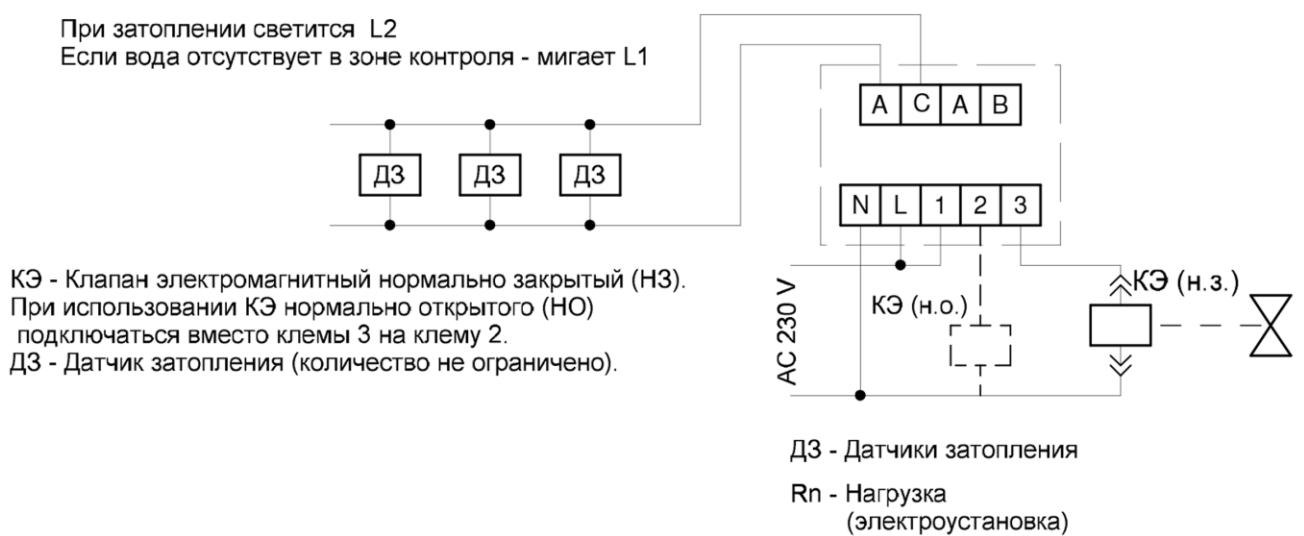 При затоплении светится L2
Если вода отсутствует в зоне контроля - мигает L1
A C A B
ДЗ ДЗ ДЗ
N L 1 2 3
КЭ - Клапан электромагнитный нормально закрытый (НЗ).
При использовании КЭ нормально открытого (НО)
подключаться вместо клемы 3 на клему 2.
ДЗ - Датчик затопления (количество не ограничено).
AC 230 V
КЭ (н.о.)
КЭ (н.з.)
ДЗ - Датчики затопления
Rn - Нагрузка
(электроустановка)